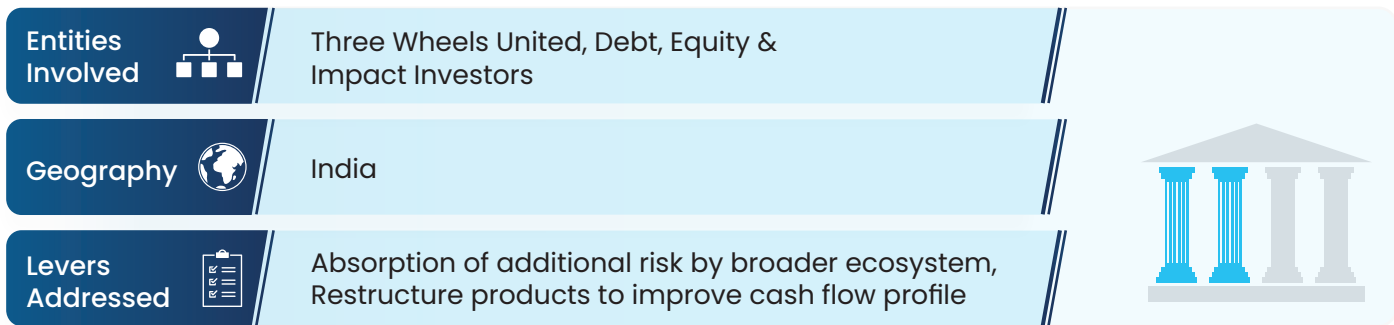 Entities
Involved
Three Wheels United, Debt, Equity &
Impact Investors
Geography
India
Levers
Addressed
Absorption of additional risk by broader ecosystem,
Restructure products to improve cash flow profile